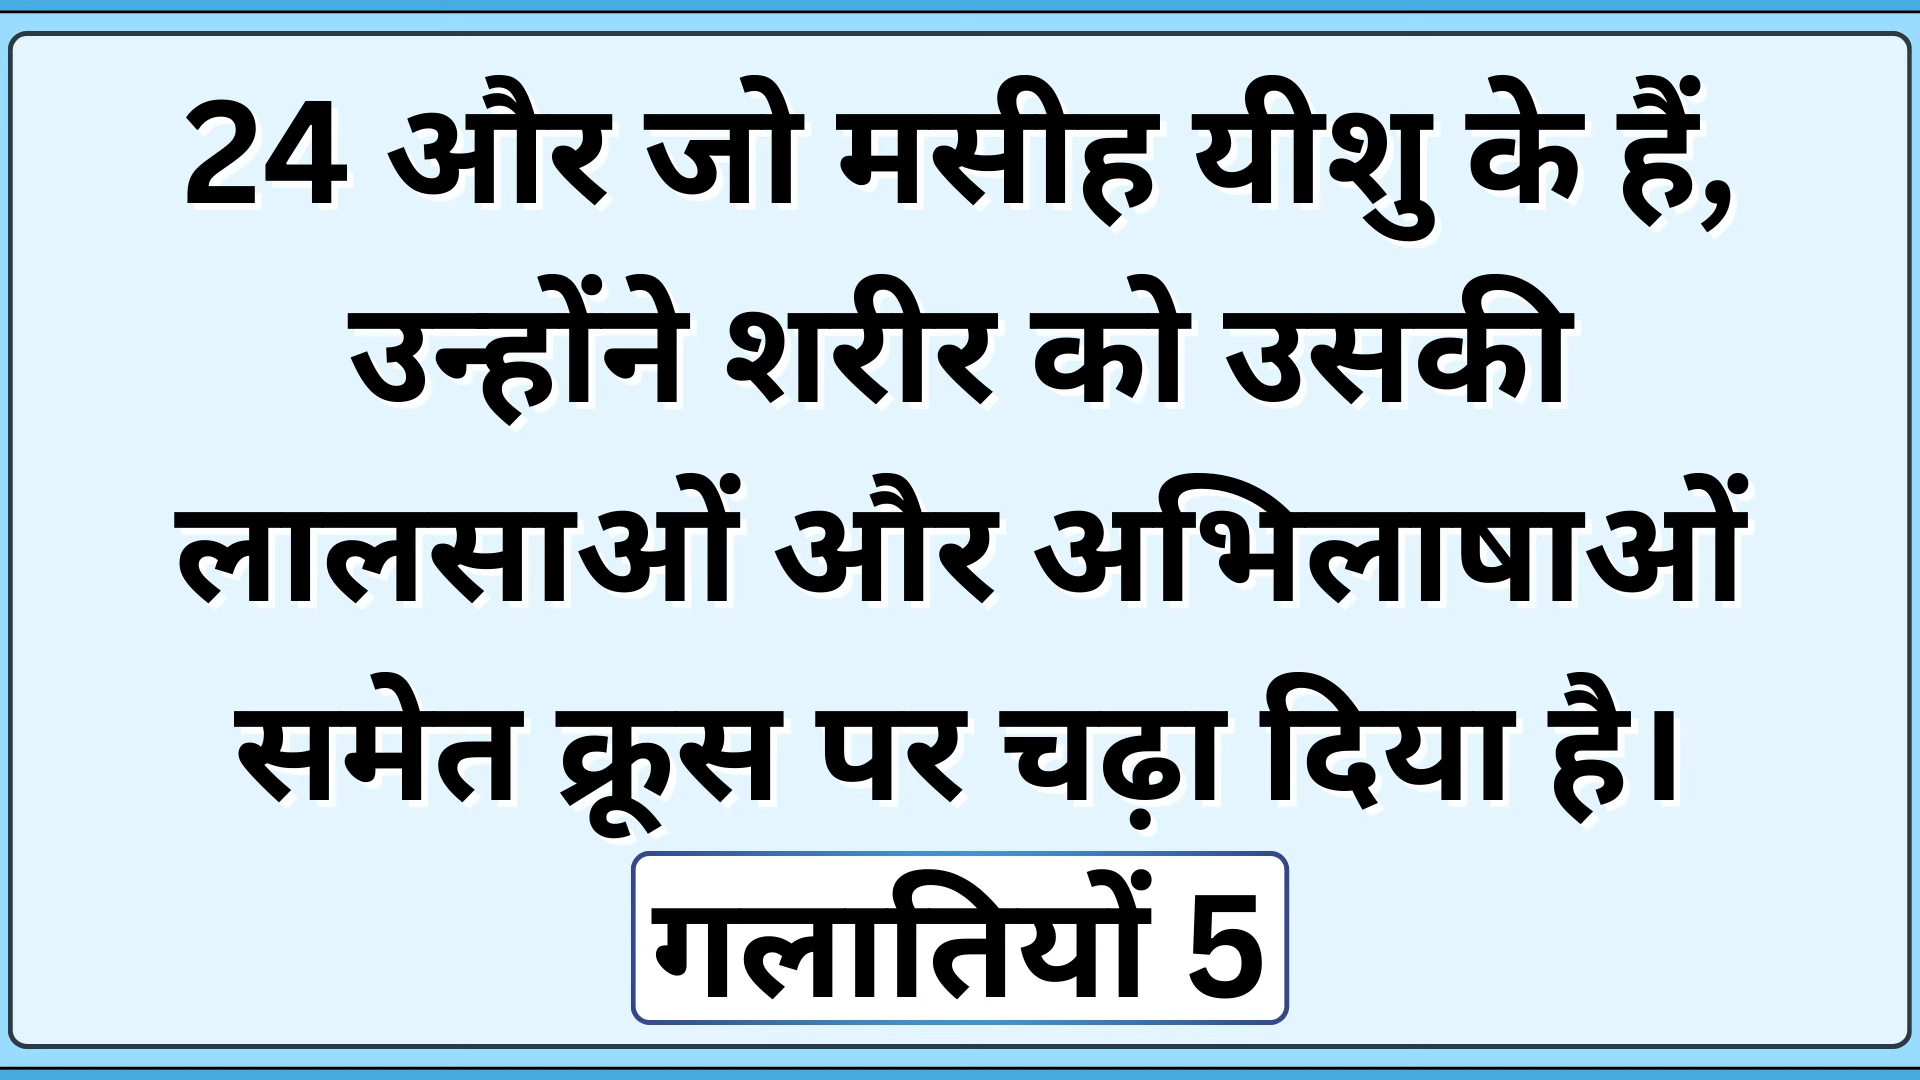 24 और जो मसीह यीशु के हैं,
उन्होंने शरीर को उसकी
लालसाओं और अभिलाषाओं
समेत क्रूस पर चढ़ा दिया है।
गलातियों 5